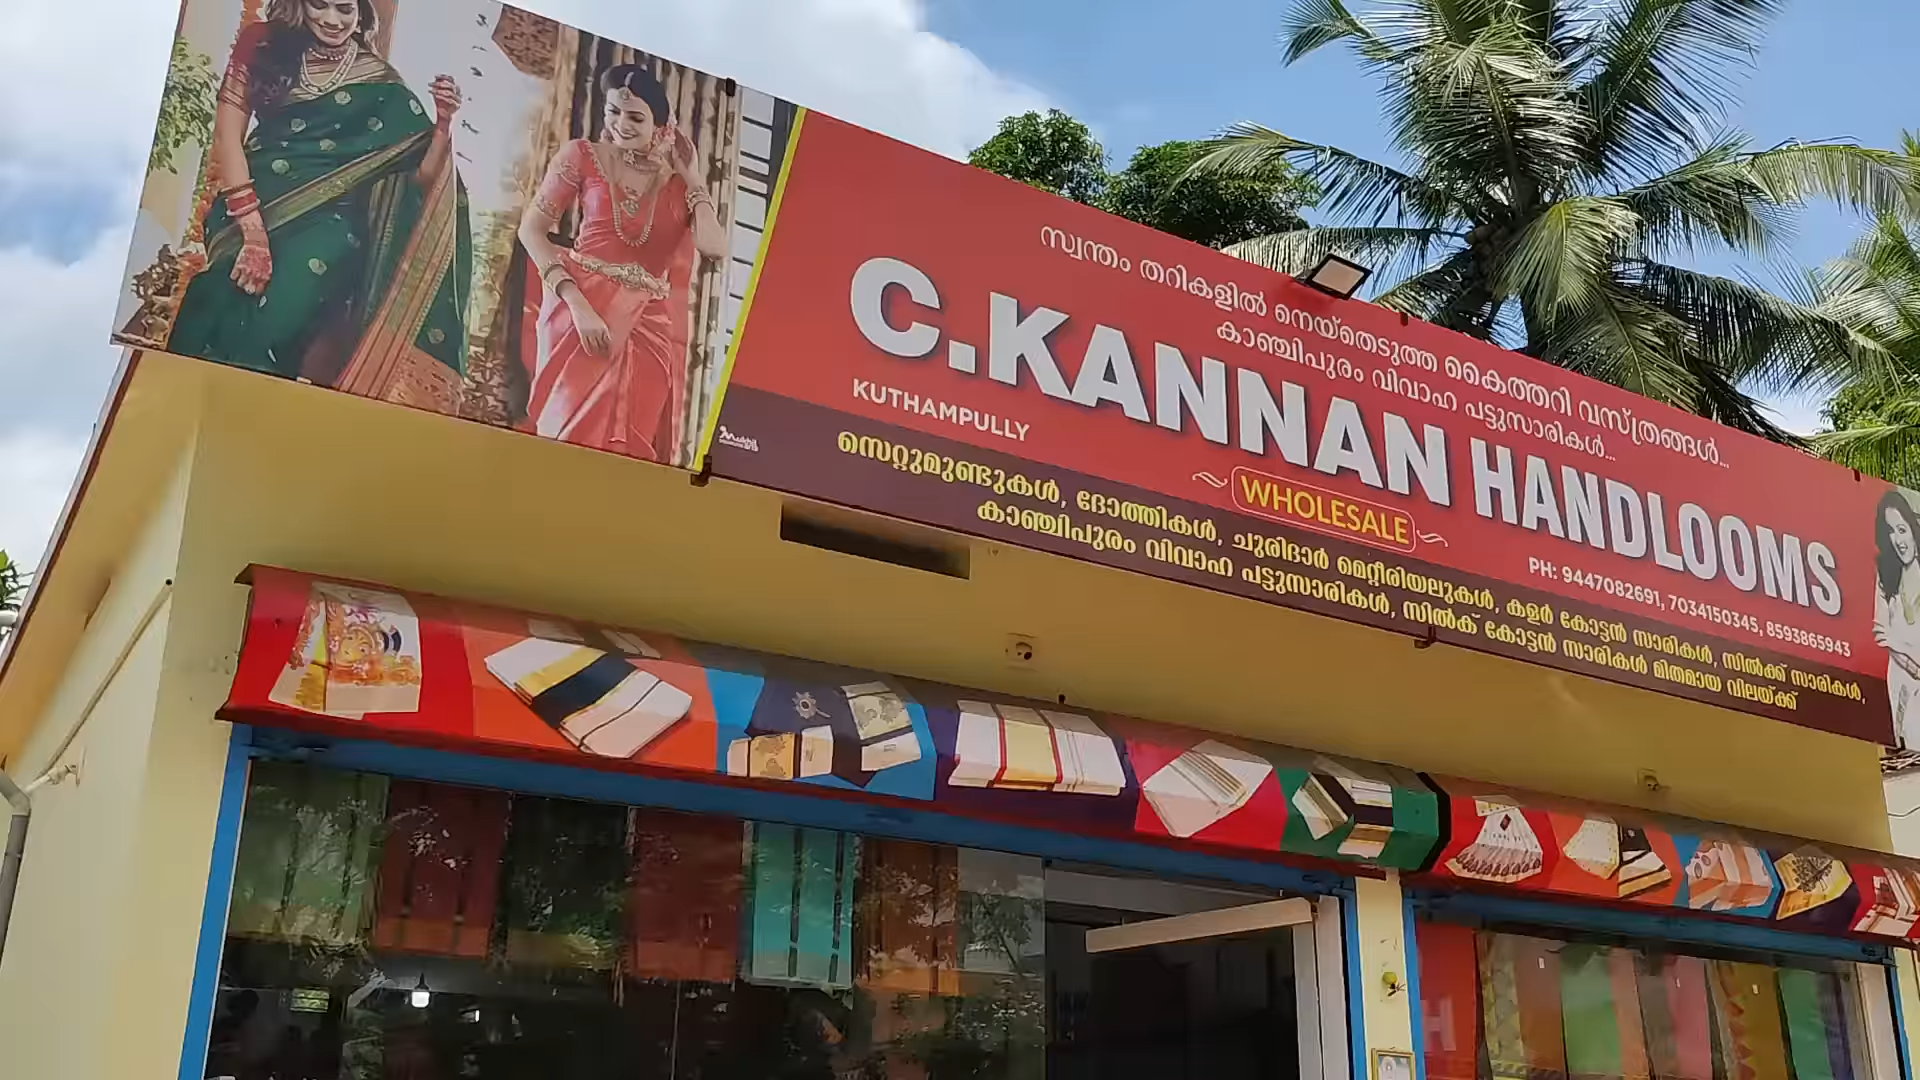 സ്വന്തം തറികളിൽ നെയ്തെടുത്ത കൈത്തറി വസ്ത്രങ്ങൾ...
കാഞ്ചിപുരം വിവാഹ പട്ടുസാരികൾ...
C.KANNAN HANDLOOMS
KUTHAMPULLY
WHOLESALE
PH: 9447082691, 7034150345, 8593865943
സെറ്റുമുണ്ടുകൾ, ദോത്തികൾ, ചുരിദാർ മെറ്റീരിയലുകൾ, കളർ കോട്ടൻ സാരികൾ, സിൽക്ക് സാരികൾ,
കാഞ്ചിപുരം വിവാഹ പട്ടുസാരികൾ, സിൽക് കോട്ടൻ സാരികൾ മിതമായ വിലയ്ക്ക്